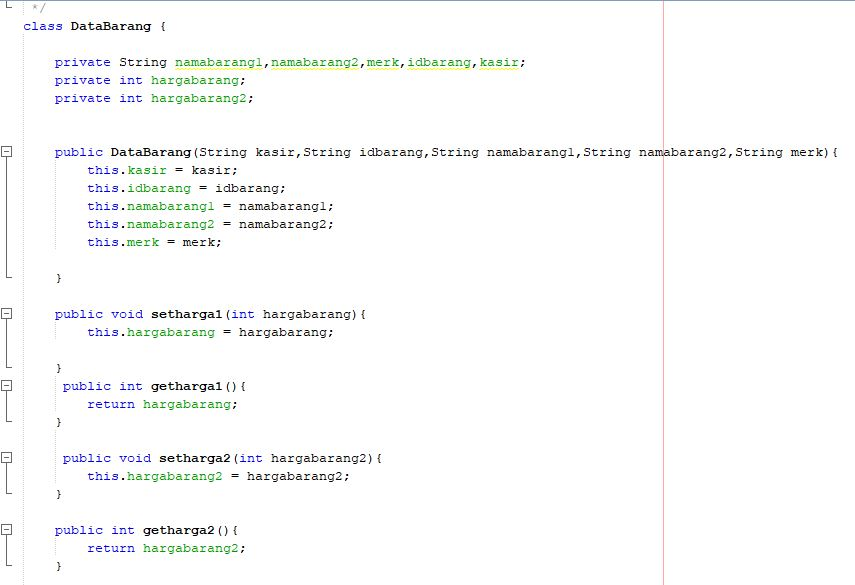 */
class DataBarang {
private String namabarang1,namabarang2,merk,idbarang,kasir;
private int hargabarang;
private int hargabarang2;
public DataBarang(String kasir,String idbarang,String namabarang1,String namabarang2,String merk){
this.kasir = kasir;
this.idbarang = idbarang;
this.namabarang1 = namabarang1;
this.namabarang2 = namabarang2;
this.merk = merk;
}
public void setharga1(int hargabarang){
this.hargabarang = hargabarang;
}
public int getharga1(){
return hargabarang;
}
public void setharga2(int hargabarang2){
this.hargabarang2 = hargabarang2;
}
public int getharga2(){
return hargabarang2;
}